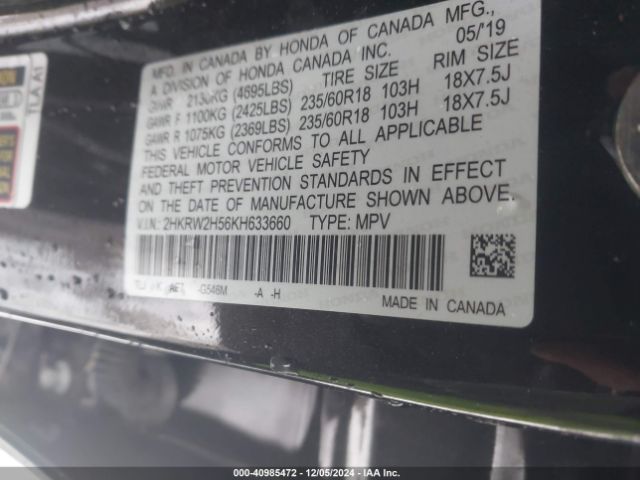 MFD. IN CANADA BY HONDA OF CANADA MFG.,
A DIVISION OF HONDA CANADA INC. 05/'19
GVWR 2130KG (4695LBS) TIRE SIZE RIM SIZE
GAWR F 1100KG (2425LBS) 235/60R18 103H 18X7.5J
GAWR R 1075KG (2369LBS) 235/60R18 103H 18X7.5J
THIS VEHICLE CONFORMS TO ALL APPLICABLE
FEDERAL MOTOR VEHICLE SAFETY
AND THEFT PREVENTION STANDARDS IN EFFECT
ON THE DATE OF MANUFACTURE SHOWN ABOVE.
V.I.N.: 2HKRW2H56KH633660 TYPE: MPV
-G546M -A -H
MADE IN CANADA
TLA A1
000-40985472 - 12/05/2024 - IAA Inc.